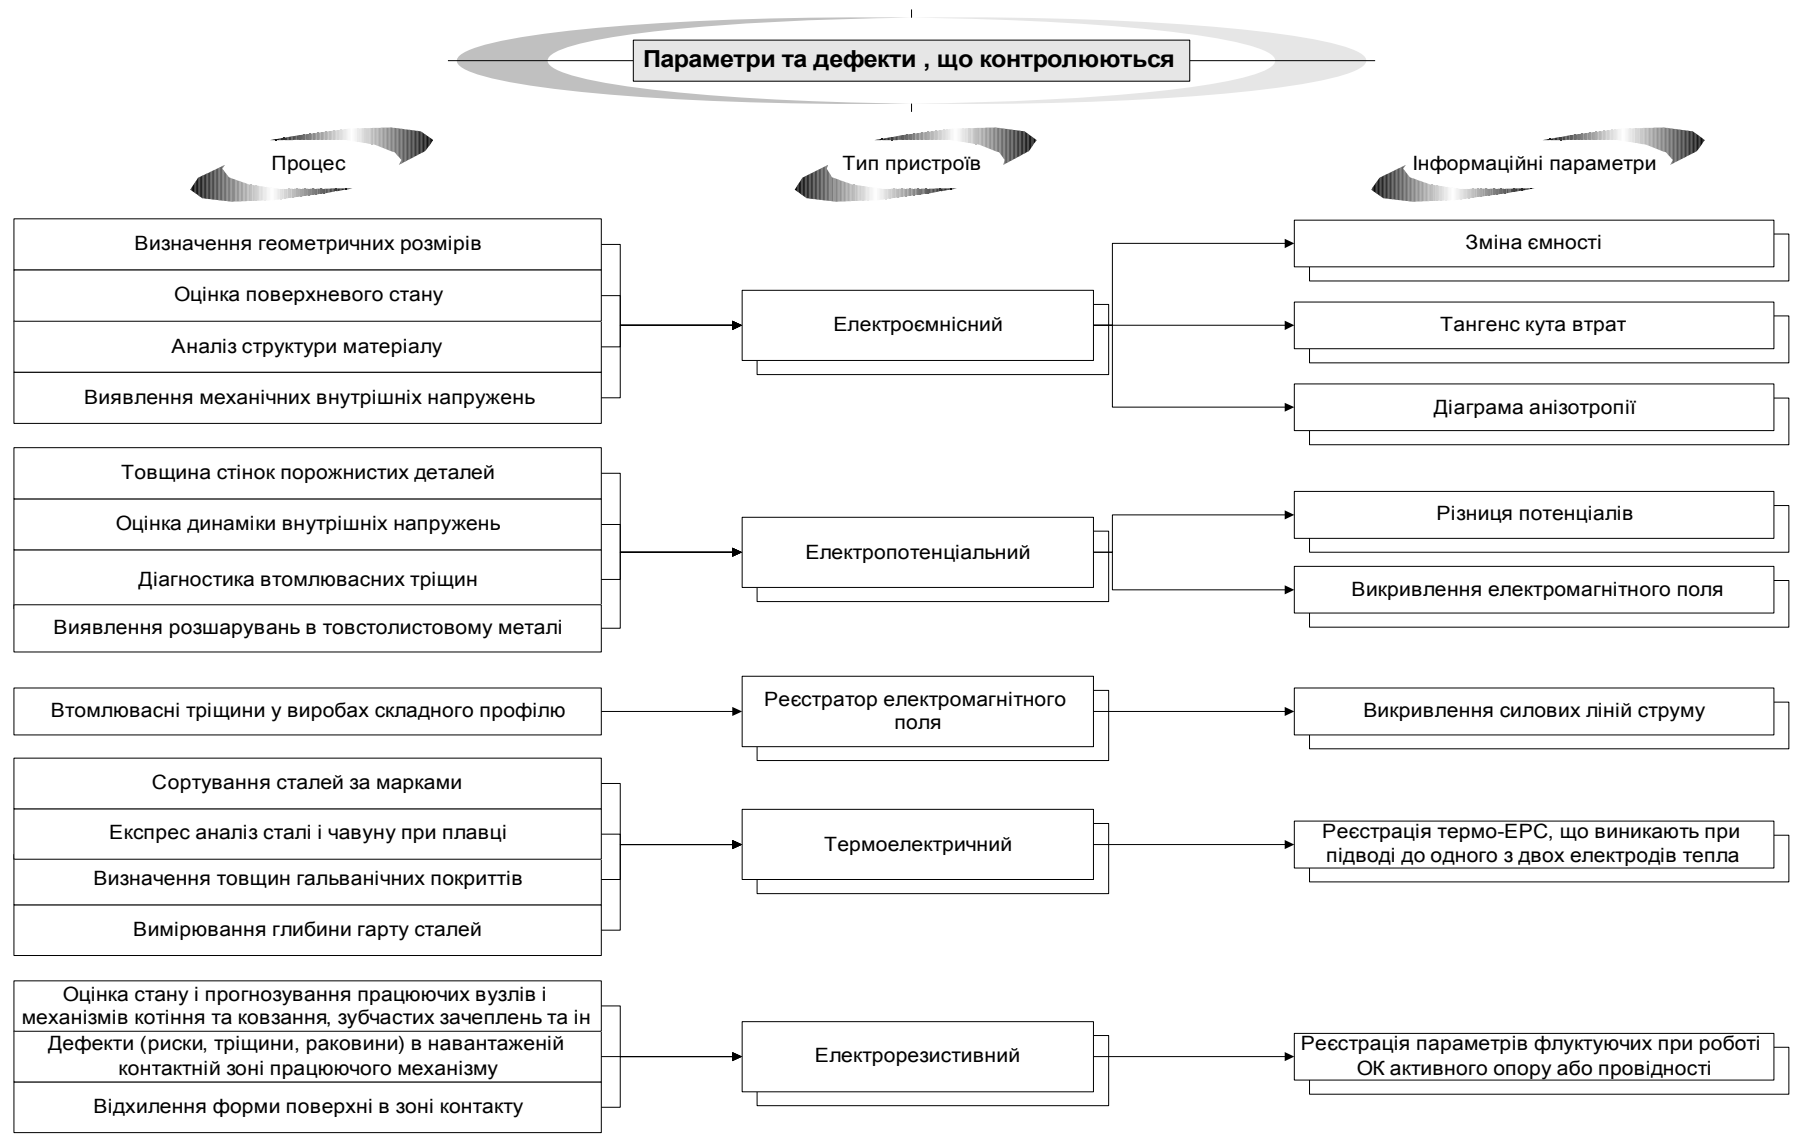 Параметри та дефекти , що контролюються
Процес
Тип пристроїв
Інформаційні параметри
Визначення геометричних розмірів
Оцінка поверхневого стану
Аналіз структури матеріалу
Виявлення механічних внутрішніх напружень
Електроємнісний
Зміна ємності
Тангенс кута втрат
Діаграма анізотропії
Товщина стінок порожнистих деталей
Оцінка динаміки внутрішніх напружень
Діагностика втомлювасних тріщин
Виявлення розшарувань в товстолистовому металі
Електропотенціальний
Різниця потенціалів
Викривлення електромагнітного поля
Втомлювасні тріщини у виробах складного профілю
Реєстратор електромагнітного
поля
Викривлення силових ліній струму
Сортування сталей за марками
Експрес аналіз сталі і чавуну при плавці
Визначення товщин гальванічних покриттів
Вимірювання глибини гарту сталей
Термоелектричний
Реєстрація термо-ЕРС, що виникають при
підводі до одного з двох електродів тепла
Оцінка стану і прогнозування працюючих вузлів і
механізмів котіння та ковзання, зубчастих зачеплень та ін
Дефекти (риски, тріщини, раковини) в навантаженій
контактній зоні працюючого механізму
Відхилення форми поверхні в зоні контакту
Електрорезистивний
Реєстрація параметрів флуктуючих при роботі
ОК активного опору або провідності